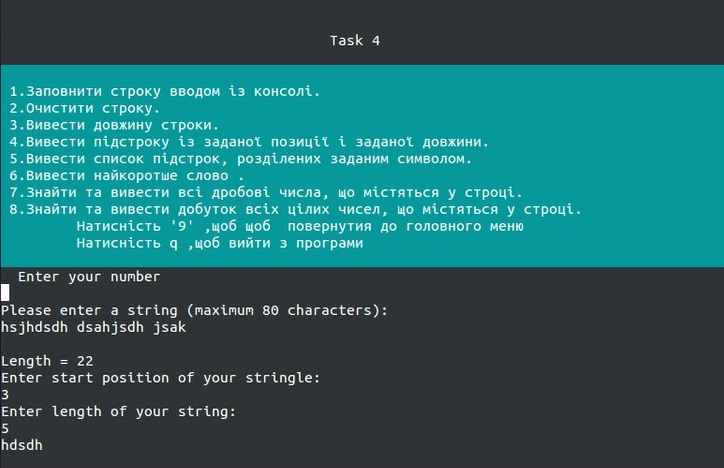 Task 4
1.Заповнити строку вводом із консолі.
2.Очистити строку.
3.Вивести довжину строки.
4.Вивести підстроку із заданої позиції і заданої довжини.
5.Вивести список підстрок, розділених заданим символом.
6.Вивести найкоротше слово .
7.Знайти та вивести всі дробові числа, що містяться у строці.
8.Знайти та вивести добуток всіх цілих чисел, що містяться у строці.
Натисність '9' ,щоб щоб  повернутия до головного меню
Натисність q ,щоб вийти з програми
Enter your number
Please enter a string (maximum 80 characters):
hsjhdsdh dsahjsdh jsak
Length = 22
Enter start position of your stringle:
3
Enter length of your string:
5
hdsdh